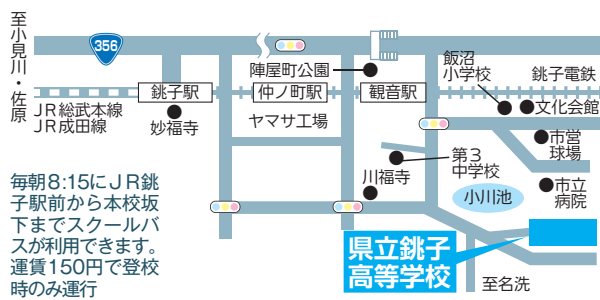 至小見川・佐原
356
陣屋町公園
飯沼
小学校
銚子電鉄
銚子駅
仲ノ町駅
観音駅
文化会館
JR総武本線
JR成田線
妙福寺
ヤマサ工場
市営
球場
第3
中学校
川福寺
市立
病院
小川池
毎朝8:15にJR銚
子駅前から本校坂
下までスクールバ
スが利用できます。
運賃150円で登校
時のみ運行
県立銚子
高等学校
至名洗